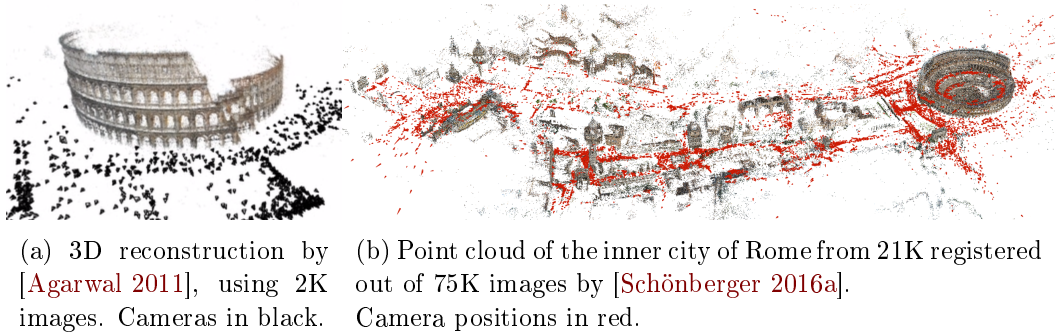 (a) 3D reconstruction by
[Agarwal 2011], using 2K
images. Cameras in black.
(b) Point cloud of the inner city of Rome from 21K registered
out of 75K images by [Schönberger 2016a].
Camera positions in red.